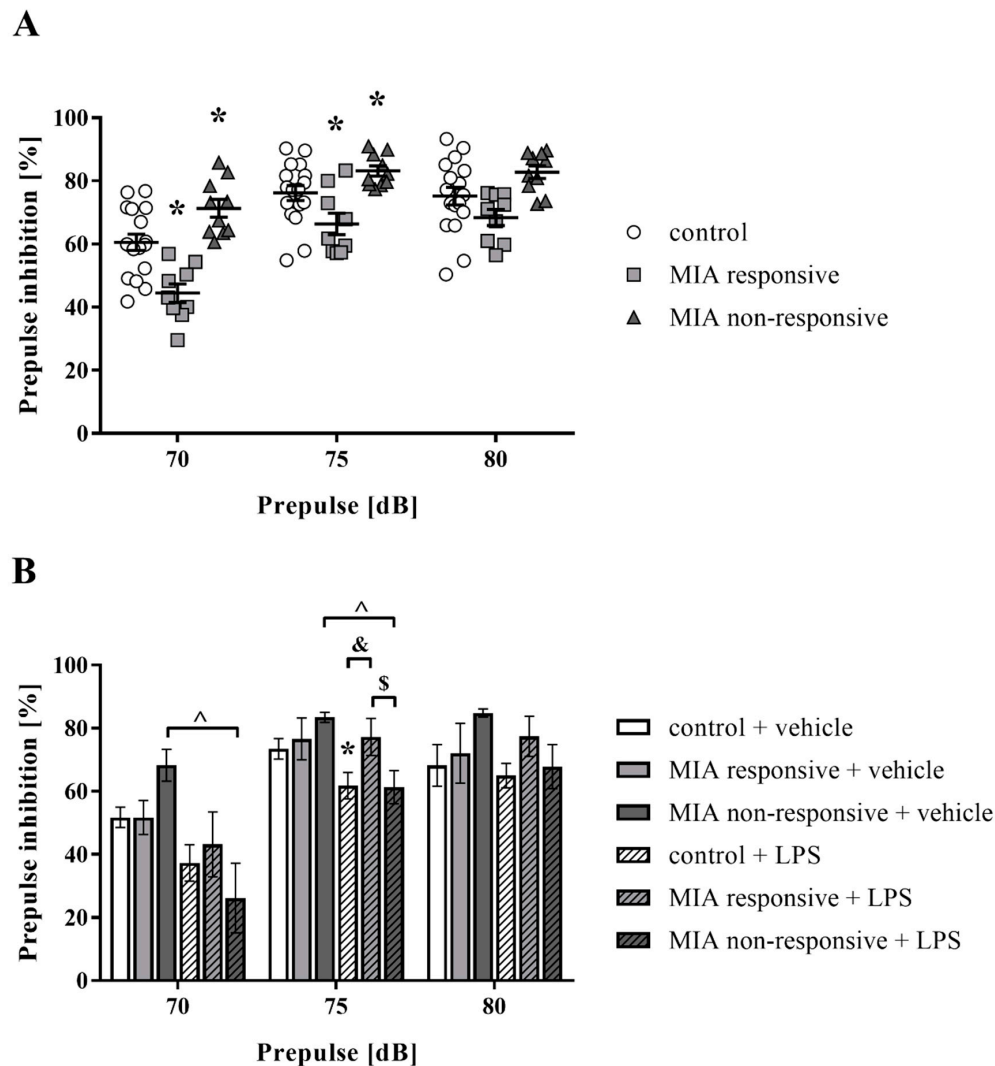 A
*
*
*
*
100
80
60
40
20
0
Prepulse inhibition [%]
70
75
80
Prepulse [dB]
control
MIA responsive
MIA non-responsive
B
^
&
$
^
*
100
80
60
40
20
0
Prepulse inhibition [%]
70
75
80
Prepulse [dB]
control + vehicle
MIA responsive + vehicle
MIA non-responsive + vehicle
control + LPS
MIA responsive + LPS
MIA non-responsive + LPS